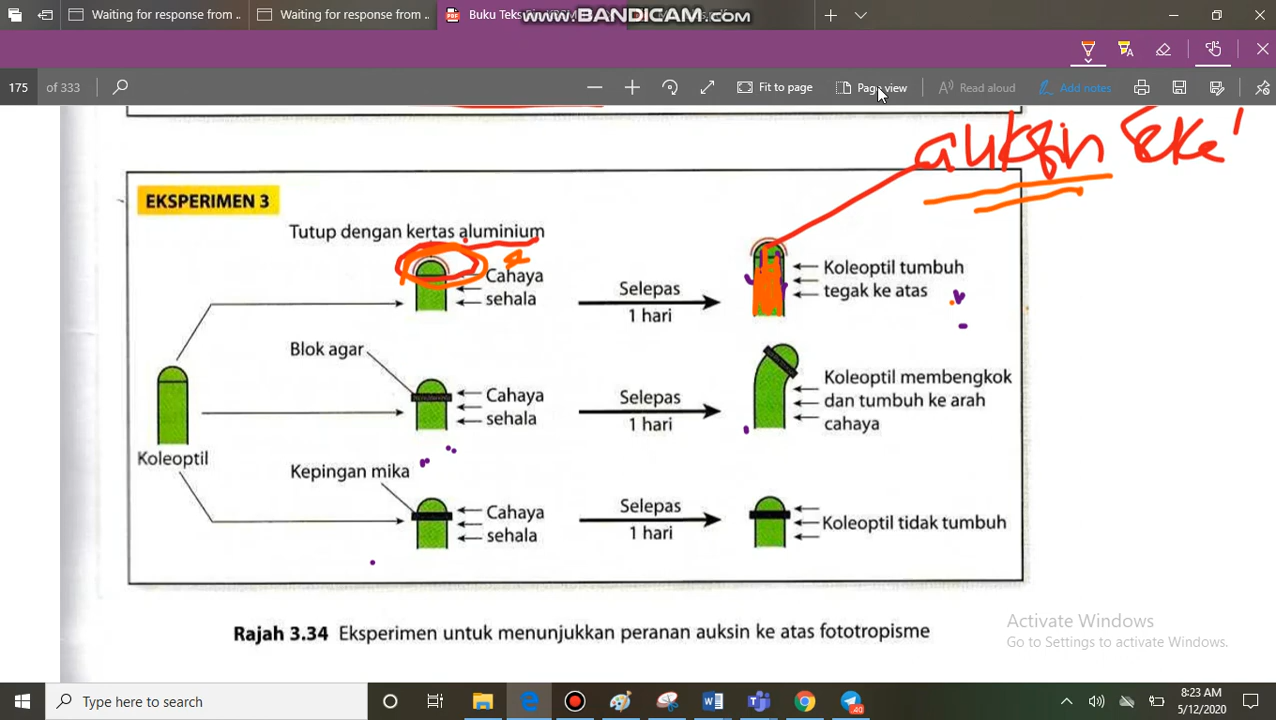 Waiting for response from
Waiting for response from
Buku Teks
www.BANDICAM.com
175 of 333
Fit to page
Page view
Read aloud
Add notes
auksin
EKSPERIMEN 3
Tutup dengan kertas aluminium
Cahaya
sehala
Selepas
1 hari
Koleoptil tumbuh
tegak ke atas
Blok agar
Cahaya
sehala
Selepas
1 hari
Koleoptil membengkok
dan tumbuh ke arah
cahaya
Koleoptil
Kepingan mika
Cahaya
sehala
Selepas
1 hari
Koleoptil tidak tumbuh
Rajah 3.34 Eksperimen untuk menunjukkan peranan auksin ke atas fototropisme
Activate Windows
Go to Settings to activate Windows.
Type here to search
40
8:23 AM
5/12/2020